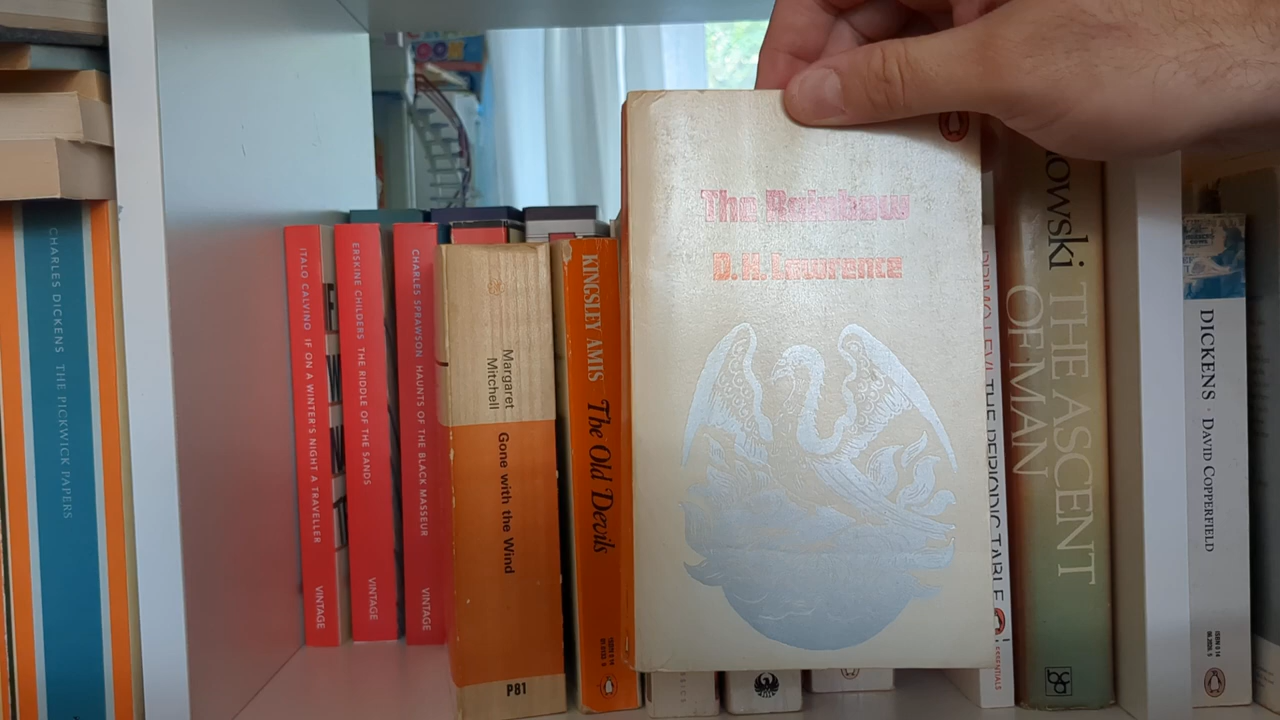 CHARLES DICKENS THE PICKWICK PAPERS
ITALO CALVINO IF ON A WINTER'S NIGHT A TRAVELLER VINTAGE
ERSKINE CHILDERS THE RIDDLE OF THE SANDS VINTAGE
CHARLES SPRAWSON HAUNTS OF THE BLACK MASSEUR VINTAGE
Margaret
Mitchell
Gone with the Wind
P81
KINGSLEY AMIS The Old Devils
The Rainbow
D.H. Lawrence
PRIMO LEVI THE PERIODIC TABLE
ESSENTIALS
owski THE ASCENT
OF MAN
DICKENS · DAVID COPPERFIELD